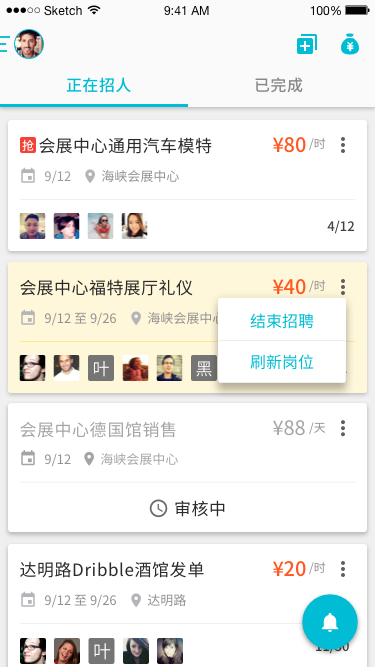 Sketch 9:41 AM 100%
正在招人 已完成
抢 会展中心通用汽车模特 ¥80 /时
9/12 海峡会展中心
4/12
会展中心福特展厅礼仪 ¥40 /时
9/12 至 9/26 海峡会展中
结束招聘
刷新岗位
叶 黑
会展中心德国馆销售 ¥88 /天
9/12 海峡会展中心
审核中
达明路Dribble酒馆发单 ¥20 /时
9/12 至 9/26 达明路
叶